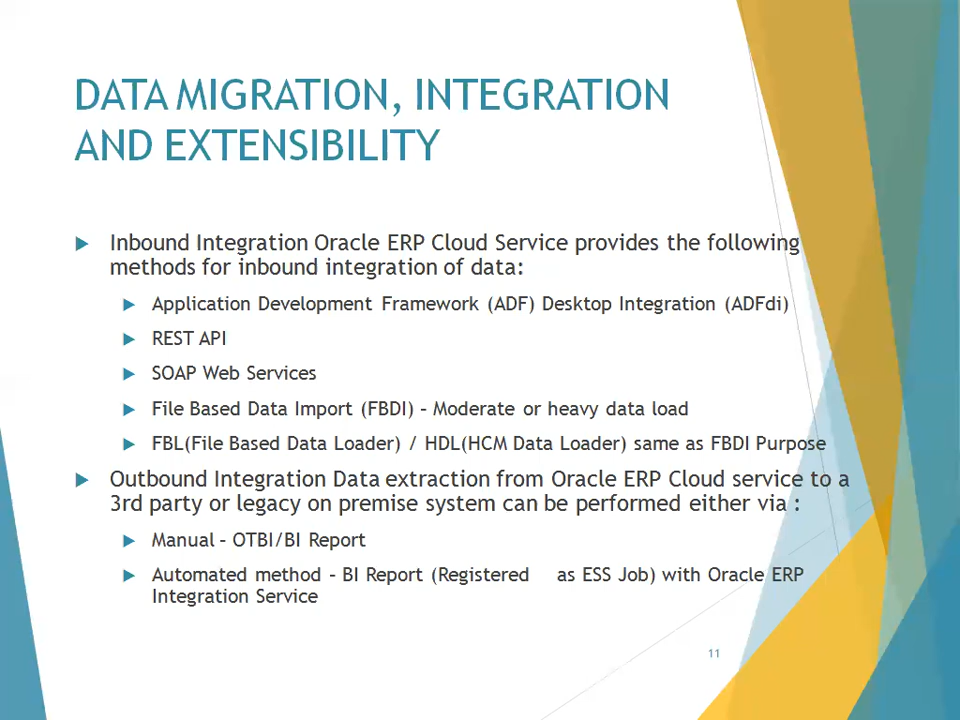 DATA MIGRATION, INTEGRATION
AND EXTENSIBILITY
Inbound Integration Oracle ERP Cloud Service provides the following
methods for inbound integration of data:
Application Development Framework (ADF) Desktop Integration (ADFdi)
REST API
SOAP Web Services
File Based Data Import (FBDI) – Moderate or heavy data load
FBL(File Based Data Loader) / HDL(HCM Data Loader) same as FBDI Purpose
Outbound Integration Data extraction from Oracle ERP Cloud service to a
3rd party or legacy on premise system can be performed either via :
Manual – OTBI/BI Report
Automated method – BI Report (Registered as ESS Job) with Oracle ERP
Integration Service
11